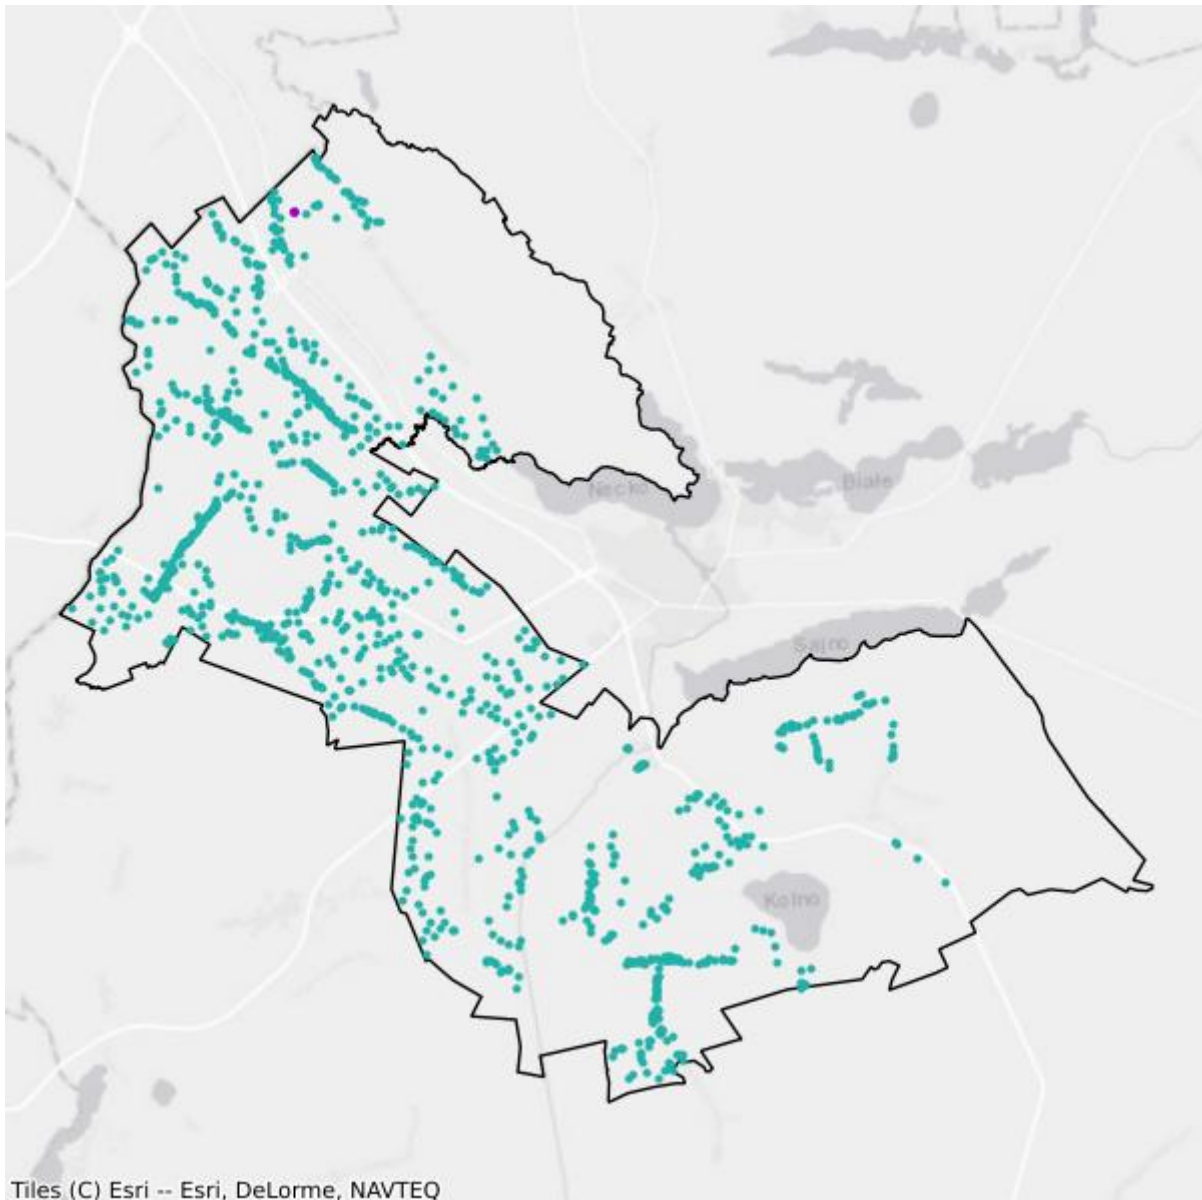 Necko
Białe
Sajno
Kolno
Tiles (C) Esri -- Esri, DeLorme, NAVTEQ